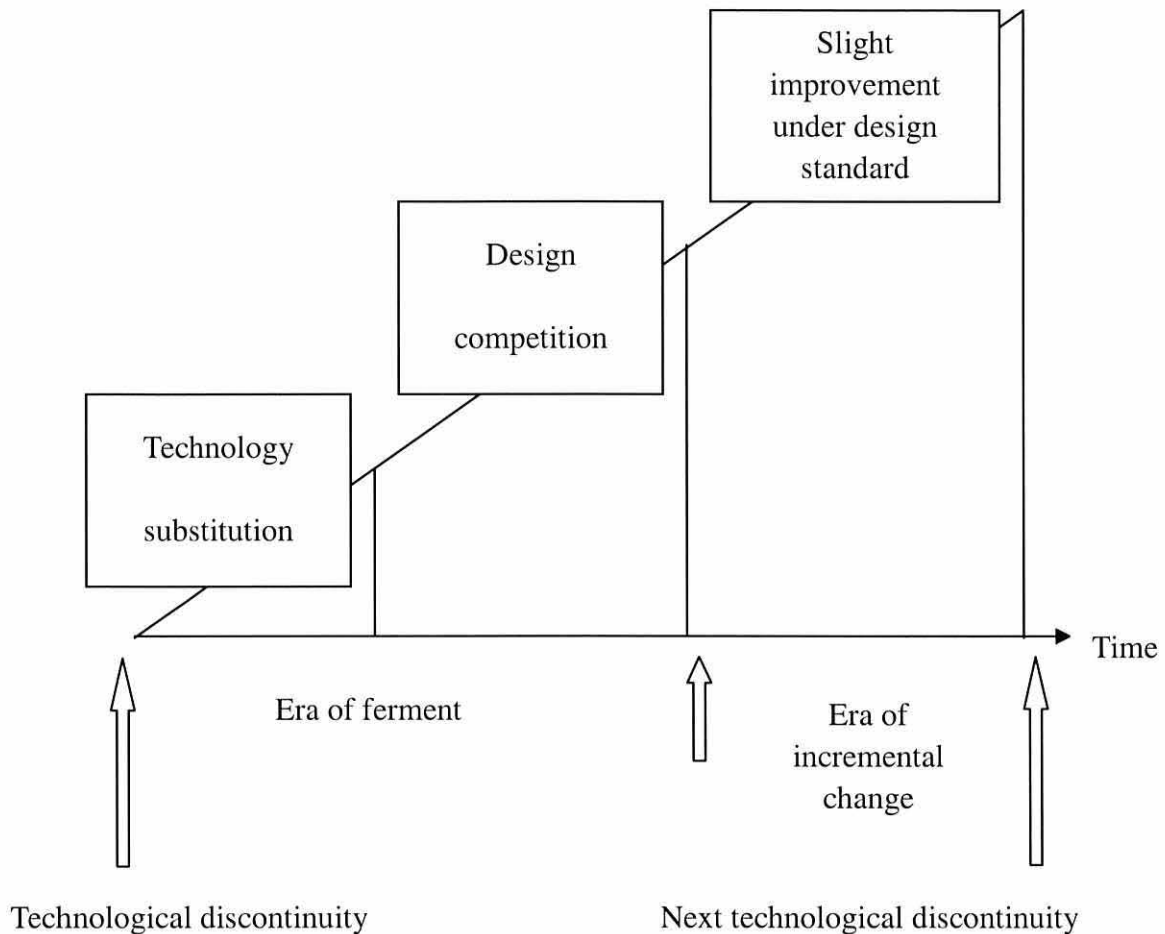 Slight
improvement
under design
standard
Design
competition
Technology
substitution
Time
Era of ferment
Era of
incremental
change
Technological discontinuity
Next technological discontinuity